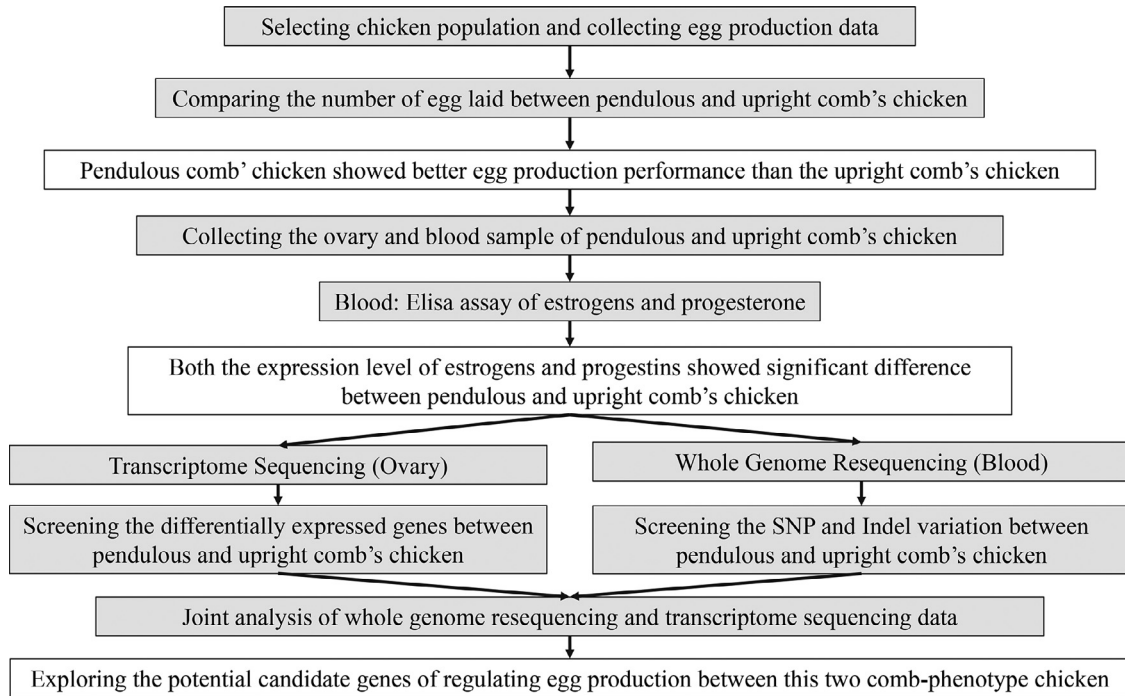 Selecting chicken population and collecting egg production data
Comparing the number of egg laid between pendulous and upright comb's chicken
Pendulous comb' chicken showed better egg production performance than the upright comb's chicken
Collecting the ovary and blood sample of pendulous and upright comb's chicken
Blood: Elisa assay of estrogens and progesterone
Both the expression level of estrogens and progestins showed significant difference
between pendulous and upright comb's chicken
Transcriptome Sequencing (Ovary)
Whole Genome Resequencing (Blood)
Screening the differentially expressed genes between
pendulous and upright comb's chicken
Screening the SNP and Indel variation between
pendulous and upright comb's chicken
Joint analysis of whole genome resequencing and transcriptome sequencing data
Exploring the potential candidate genes of regulating egg production between this two comb-phenotype chicken